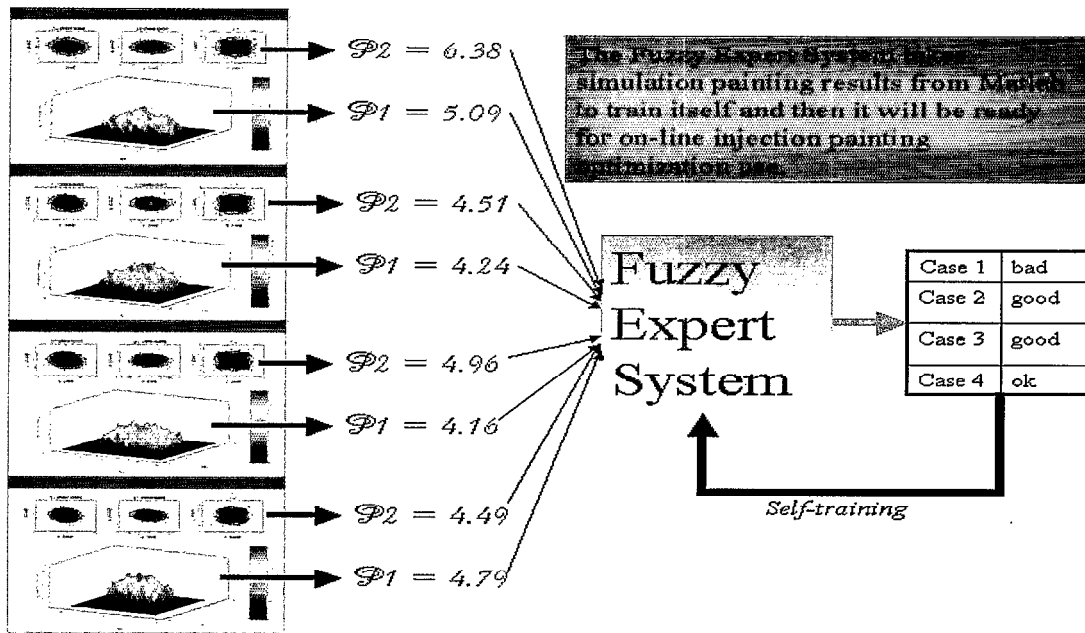 P2 = 6.38
P1 = 5.09
P2 = 4.51
P1 = 4.24
P2 = 4.96
P1 = 4.16
P2 = 4.49
P1 = 4.79
The Fuzzy Expert System
simulation painting results from Matlab
to train itself and then it will be ready
for on-line injection painting
optimization use.
Fuzzy
Expert
System
Case 1 bad
Case 2 good
Case 3 good
Case 4 ok
Self-training